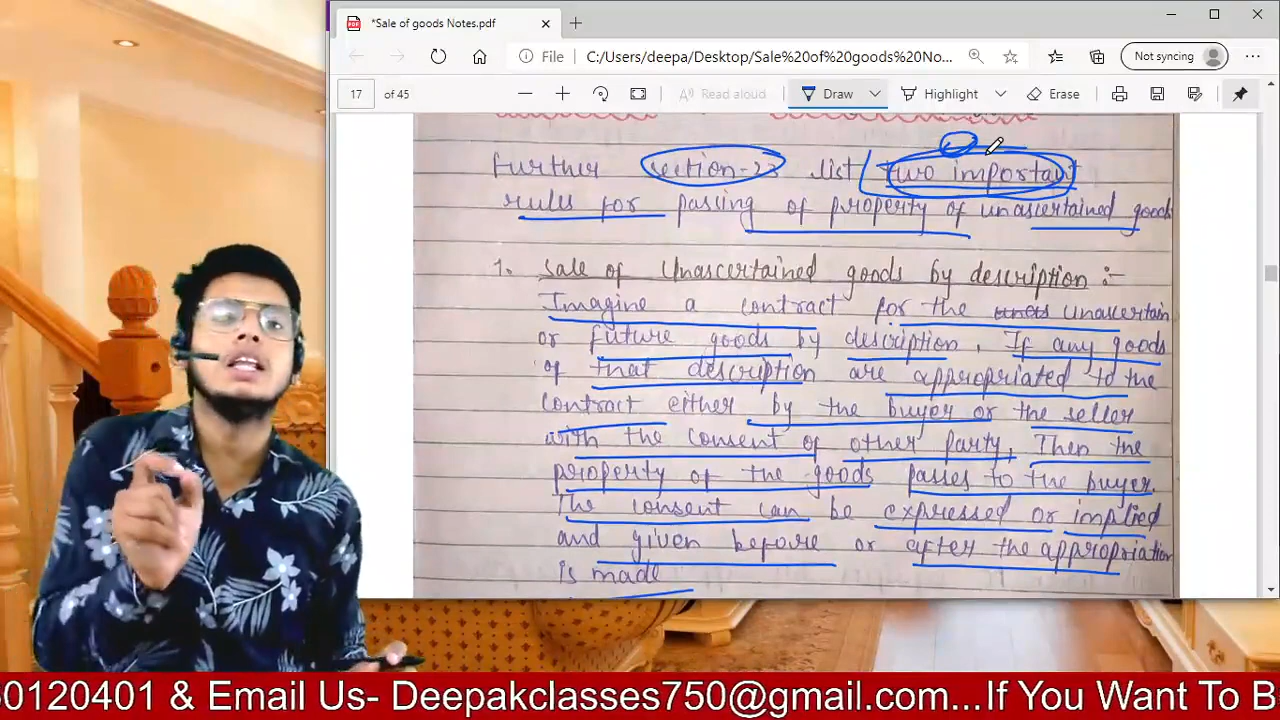 *Sale of goods Notes.pdf
File
C:/Users/deepa/Desktop/Sale%20of%20goods%20No...
Not syncing
17 of 45
Read aloud
Draw
Highlight
Erase
Further section-23 list two important
rules for passing of property of unascertained goods
1. Sale of Unascertained goods by description :-
Imagine a contract for the unascertain
or future goods by description. If any goods
of that description are appropriated to the
contract either by the buyer or the seller
with the consent of other party, Then the
property of the goods passes to the buyer.
The consent can be expressed or implied
and given before or after the appropriation
is made
60120401 & Email Us- Deepakclasses750@gmail.com...If You Want To B